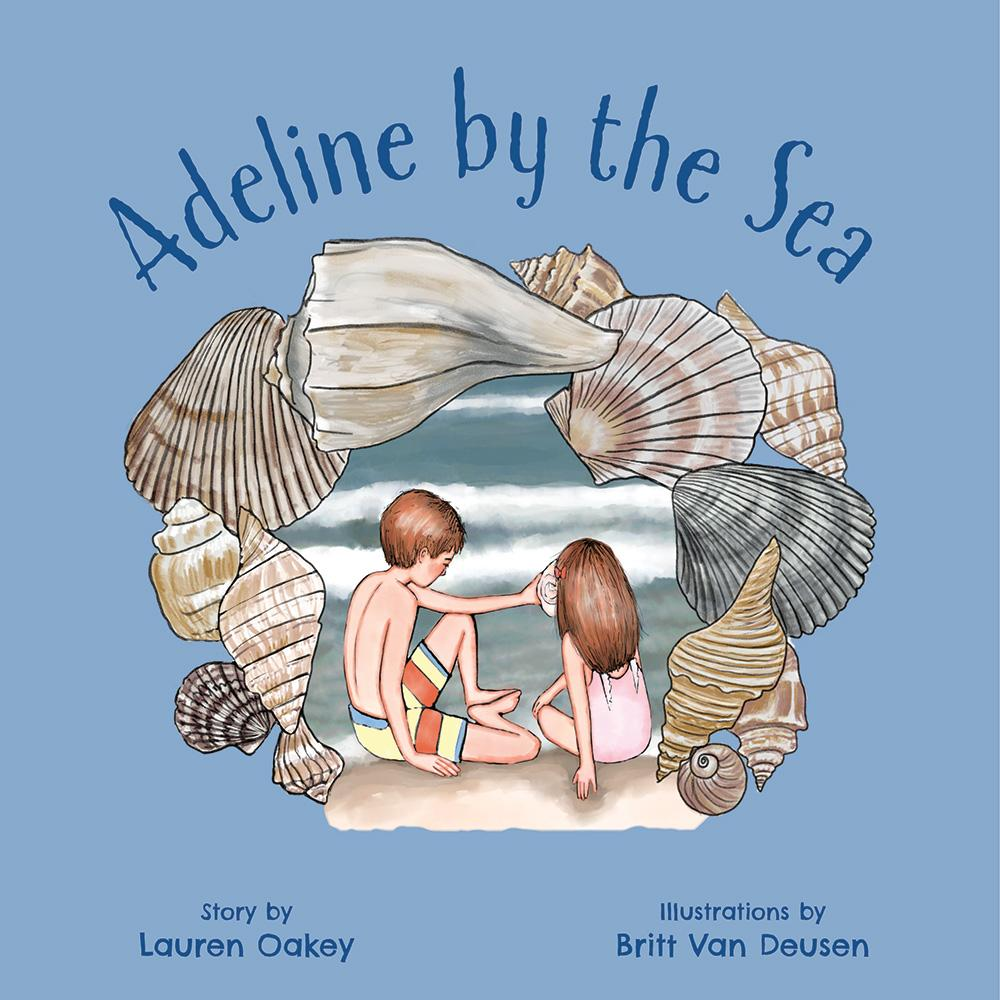 Adeline by the Sea
Story by
Lauren Oakey
Illustrations by
Britt Van Deusen